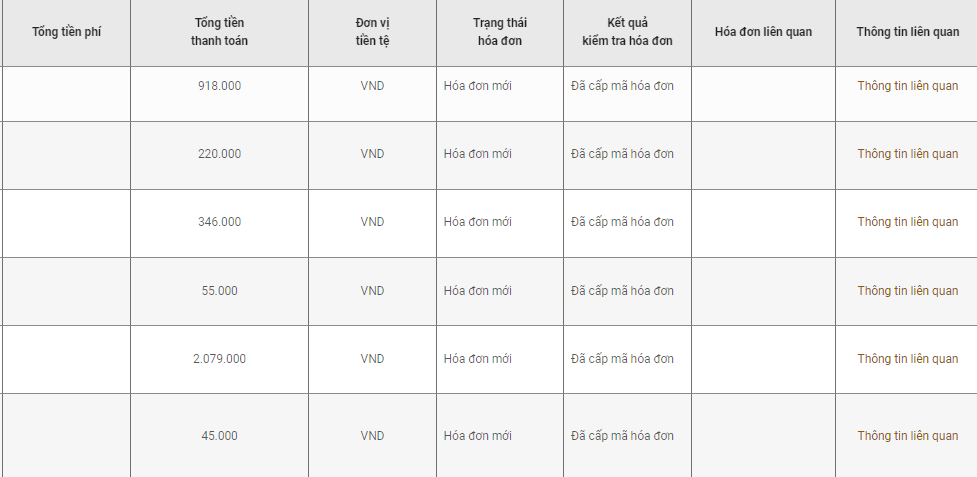 Tổng tiền phí
Tổng tiền
thanh toán
Đơn vị
tiền tệ
Trạng thái
hóa đơn
Kết quả
kiểm tra hóa đơn
Hóa đơn liên quan
Thông tin liên quan
918.000 VND Hóa đơn mới Đã cấp mã hóa đơn Thông tin liên quan
220.000 VND Hóa đơn mới Đã cấp mã hóa đơn Thông tin liên quan
346.000 VND Hóa đơn mới Đã cấp mã hóa đơn Thông tin liên quan
55.000 VND Hóa đơn mới Đã cấp mã hóa đơn Thông tin liên quan
2.079.000 VND Hóa đơn mới Đã cấp mã hóa đơn Thông tin liên quan
45.000 VND Hóa đơn mới Đã cấp mã hóa đơn Thông tin liên quan